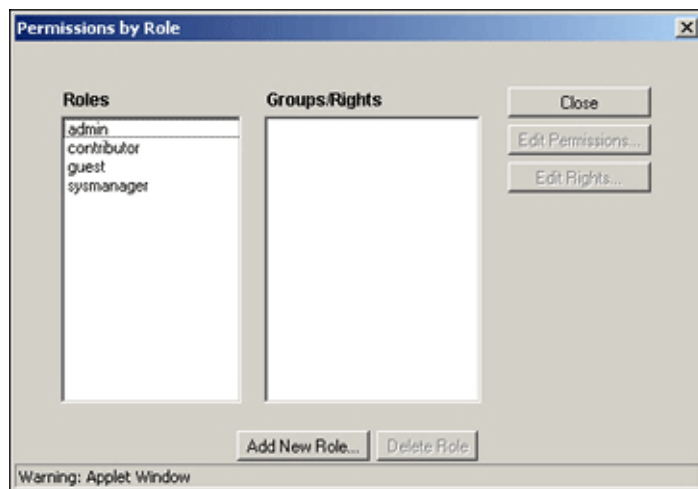 Permissions by Role
Roles
Groups/Rights
admin
contributor
guest
sysmanager
Close
Edit Permissions...
Edit Rights...
Add New Role...
Delete Role
Warning: Applet Window